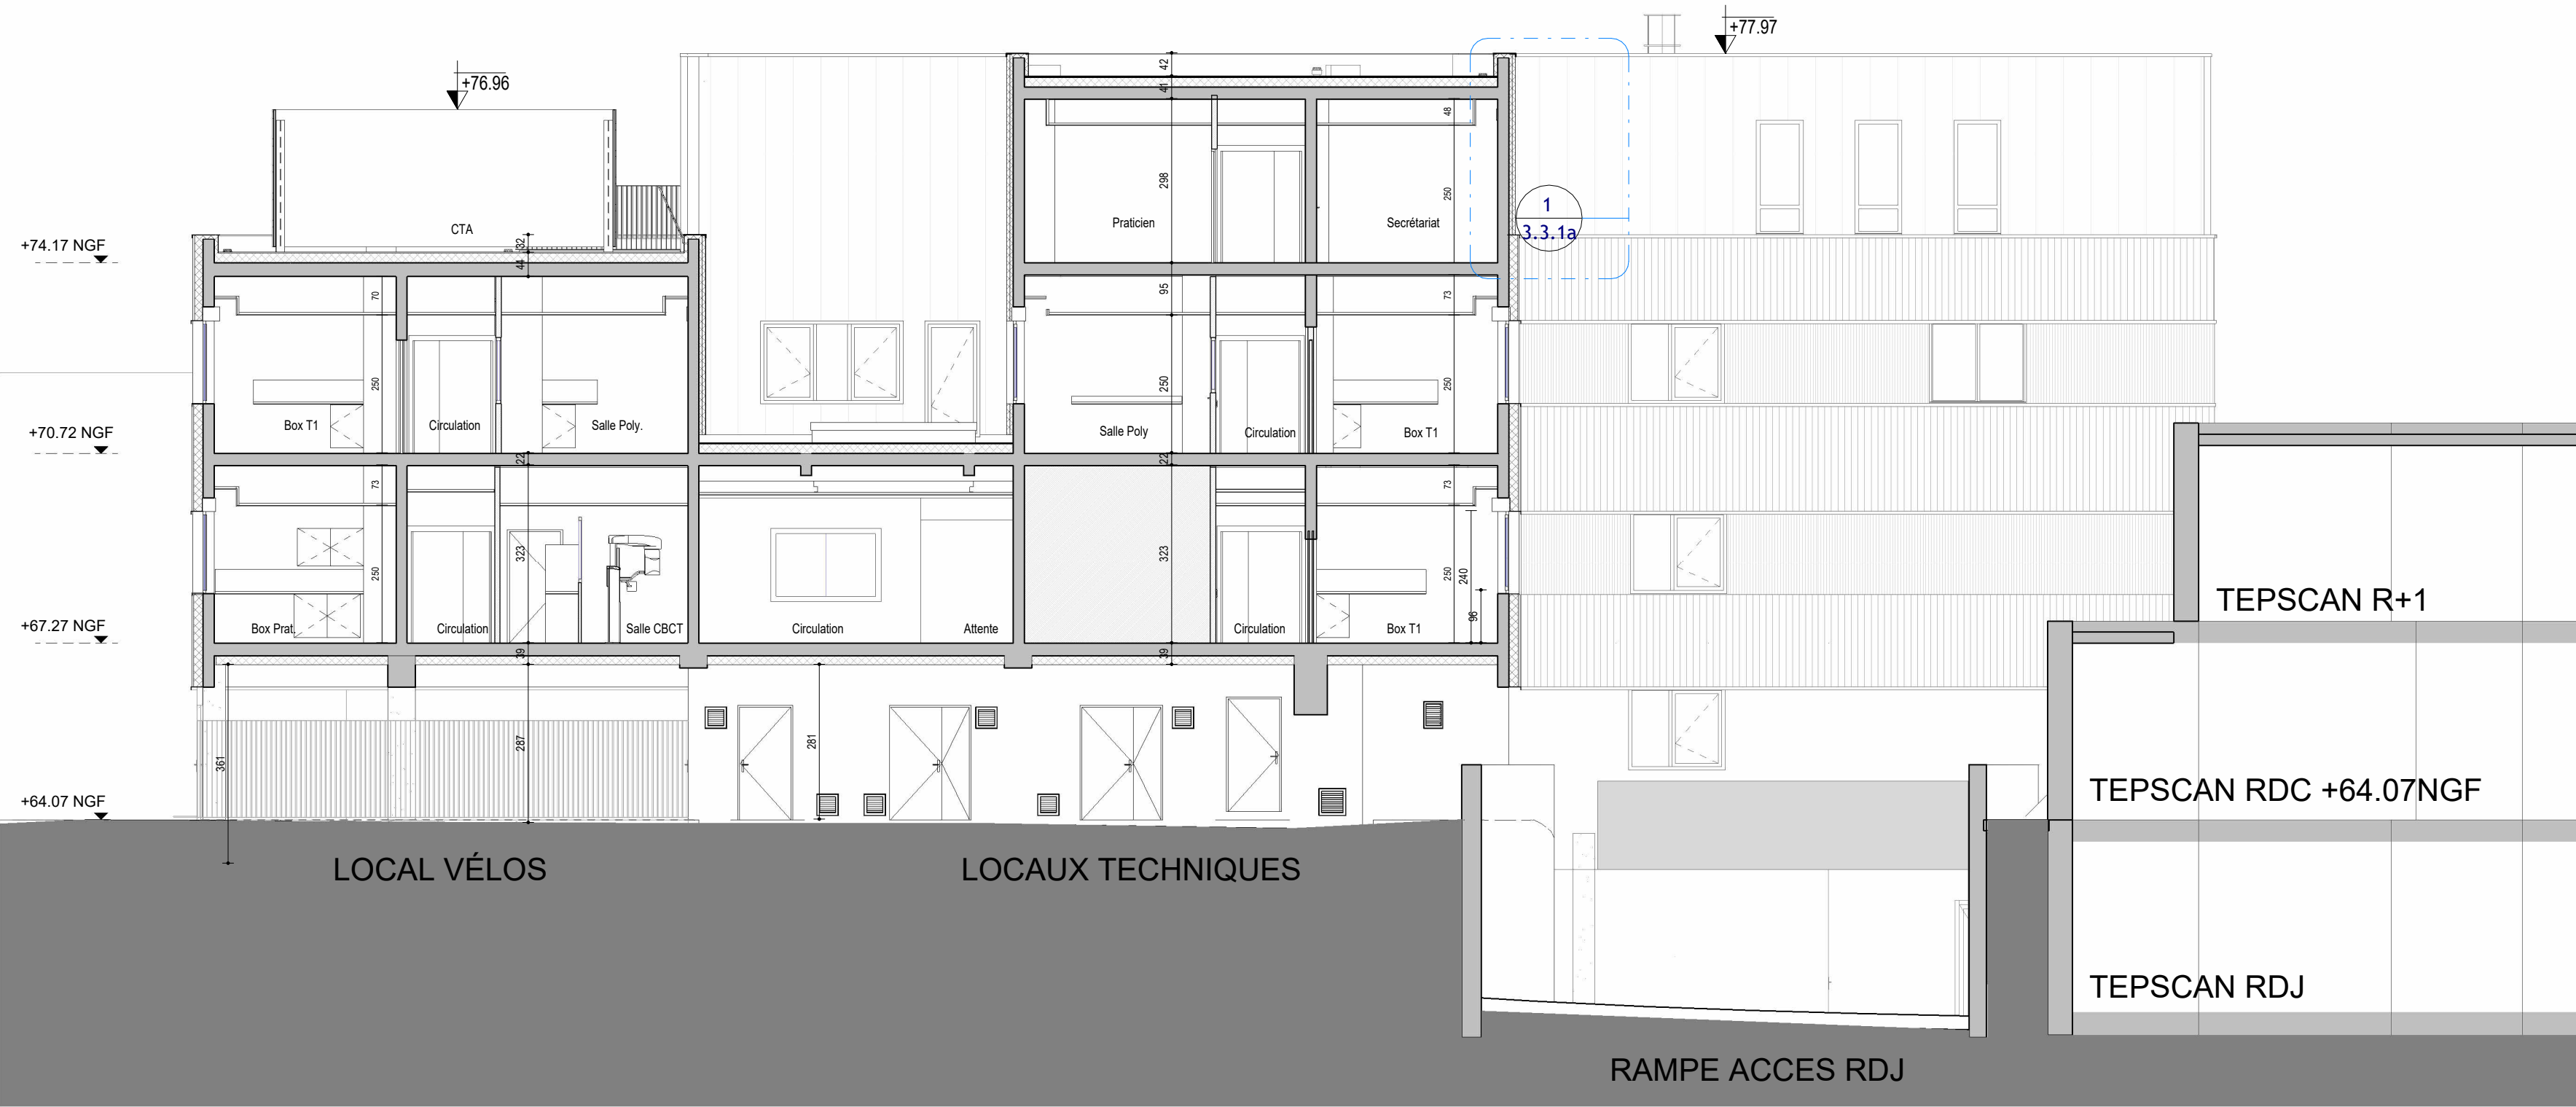 +77.97
+76.96
42
41
48
CTA
298
250
Praticien
Secrétariat
1
3.3.1a
+74.17 NGF
32
44
70
95
73
250
250
250
Box T1
Circulation
Salle Poly.
Salle Poly
Circulation
Box T1
+70.72 NGF
22
22
73
73
323
250
323
250
240
96
TEPSCAN R+1
+67.27 NGF
Box Prat.
Circulation
Salle CBCT
Circulation
Attente
Circulation
Box T1
39
39
361
287
281
+64.07 NGF
TEPSCAN RDC +64.07NGF
LOCAL VÉLOS
LOCAUX TECHNIQUES
TEPSCAN RDJ
RAMPE ACCES RDJ